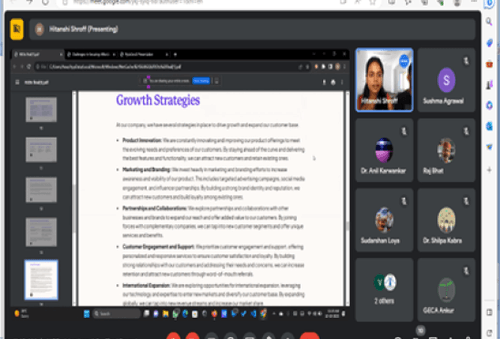 Hitanshi Shroff (Presenting)
Growth Strategies
At our company, we have several strategies in place to drive growth and expand our customer base:
Product Innovation: We are constantly innovating and improving our product offerings to meet
the evolving needs and preferences of our customers. By staying ahead of the curve and delivering
the best features and functionality, we can attract new customers and retain existing ones.
Marketing and Branding: We invest heavily in marketing and branding efforts to increase
awareness and visibility of our product. This includes targeted advertising campaigns, social media
engagement, and influencer partnerships. By building a strong brand identity and reputation, we
can attract new customers and build loyalty among existing ones.
Partnerships and Collaborations: We explore partnerships and collaborations with other
businesses and brands to expand our reach and offer added value to our customers. By joining
forces with complementary companies, we can tap into new customer segments and offer unique
services and benefits.
Customer Engagement and Support: We prioritize customer engagement and support, offering
personalized and responsive services to ensure customer satisfaction and loyalty. By building
strong relationships with our customers and addressing their needs and concerns, we can increase
retention and attract new customers through word-of-mouth referrals.
International Expansion: We are exploring opportunities for international expansion, leveraging
our technology and expertise to enter new markets and diversify our customer base. By expanding
globally, we can tap into new revenue streams and increase our market share.
Hitanshi Shroff
Sushma Agrawal
Dr. Anil Karwankar
Raj Bhat
Sudarshan Loya
Dr. Shilpa Kabra
2 others
GECA Ankur